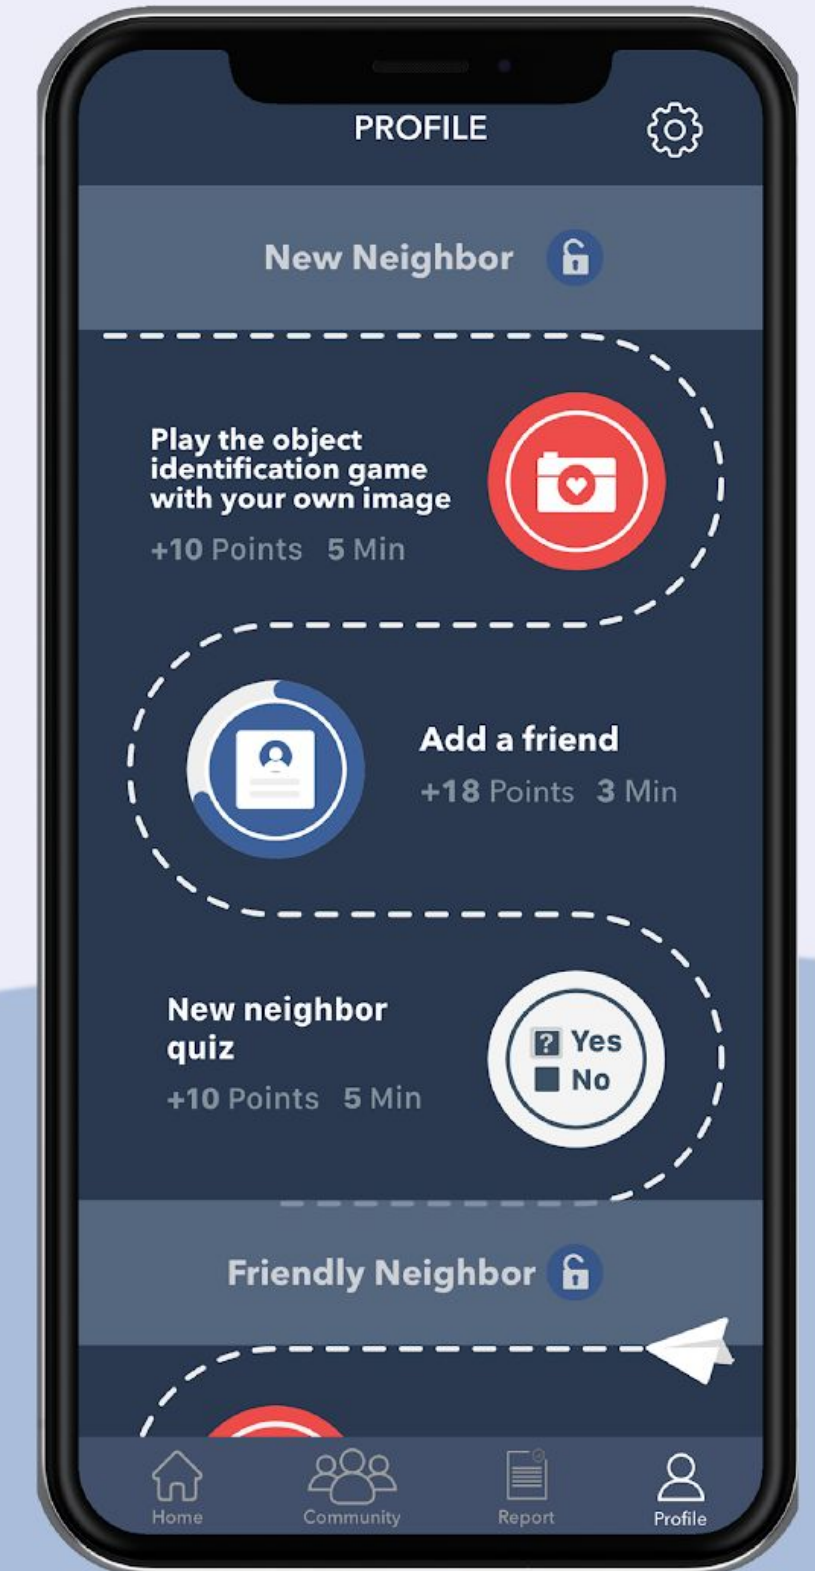 PROFILE
New Neighbor
Play the object
identification game
with your own image
+10 Points 5 Min
Add a friend
+18 Points 3 Min
New neighbor
quiz
+10 Points 5 Min
? Yes
No
Friendly Neighbor
Home Community Report Profile